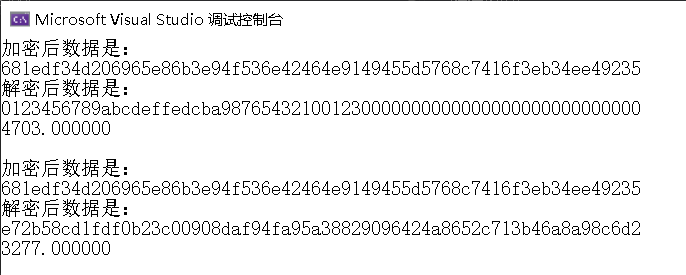 Microsoft Visual Studio 调试控制台
加密后数据是：
681edf34d206965e86b3e94f536e42464e9149455d5768c7416f3eb34ee49235
解密后数据是：
0123456789abcdeffedcba98765432100123000000000000000000000000000
4703.000000
加密后数据是：
681edf34d206965e86b3e94f536e42464e9149455d5768c7416f3eb34ee49235
解密后数据是：
e72b58cd1fdf0b23c00908daf94fa95a38829096424a8652c713b46a8a98c6d2
3277.000000